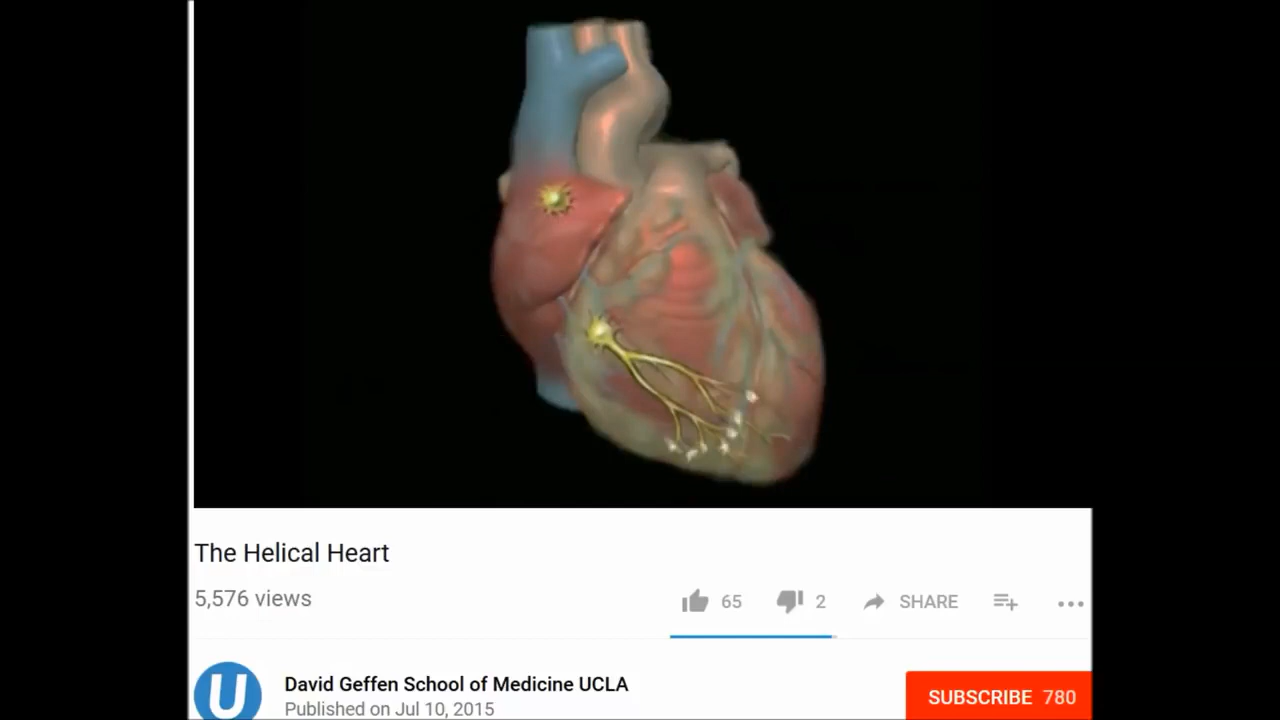 The Helical Heart
5,576 views
65 2 SHARE
U David Geffen School of Medicine UCLA
Published on Jul 10, 2015
SUBSCRIBE 780